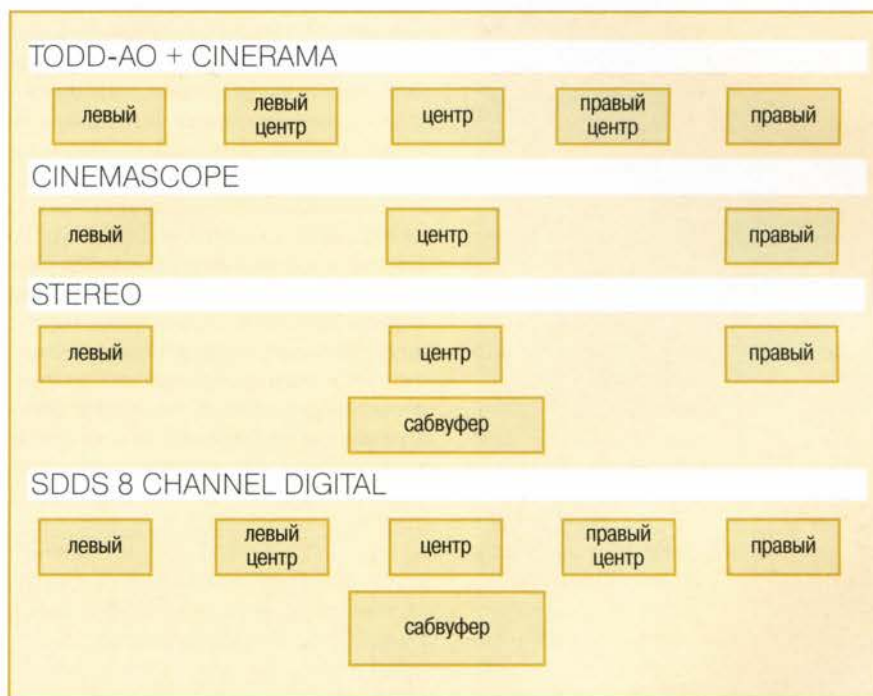 TODD-AO + CINERAMA
левый
левый
центр
центр
правый
центр
правый
CINEMASCOPE
левый
центр
правый
STEREO
левый
центр
правый
сабвуфер
SDDS 8 CHANNEL DIGITAL
левый
левый
центр
центр
правый
центр
правый
сабвуфер